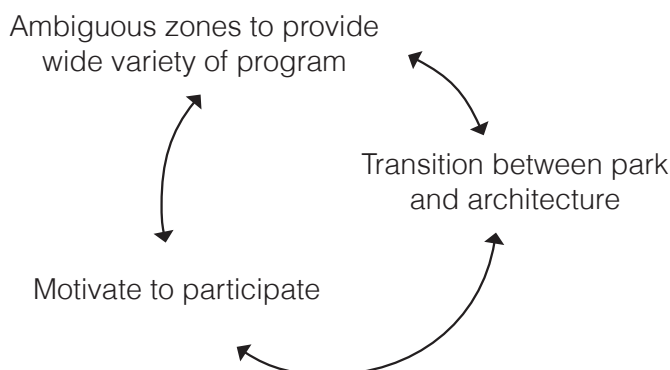 Ambiguous zones to provide
wide variety of program
Transition between park
and architecture
Motivate to participate